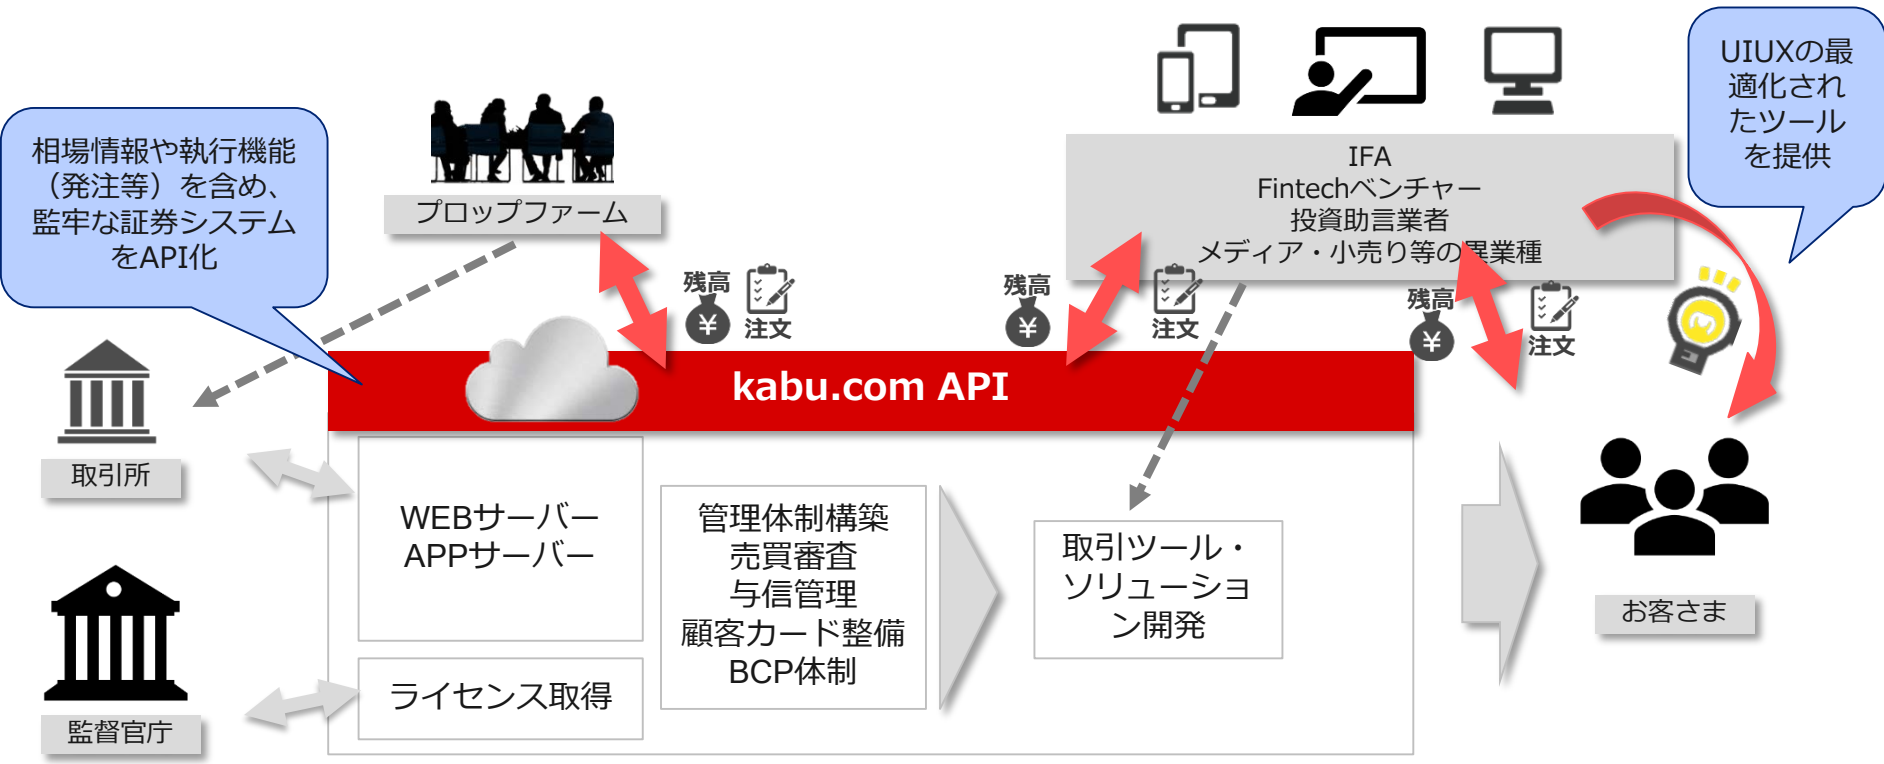 UIUXの最
適化され
たツール
を提供
相場情報や執行機能
（発注等）を含め、
監牢な証券システム
をAPI化
プロップファーム
IFA
Fintechベンチャー
投資助言業者
メディア・小売り等の異業種
残高
注文
残高
注文
残高
注文
kabu.com API
取引所
WEBサーバー
APPサーバー
管理体制構築
売買審査
与信管理
顧客カード整備
BCP体制
取引ツール・
ソリューショ
ン開発
お客さま
ライセンス取得
監督官庁